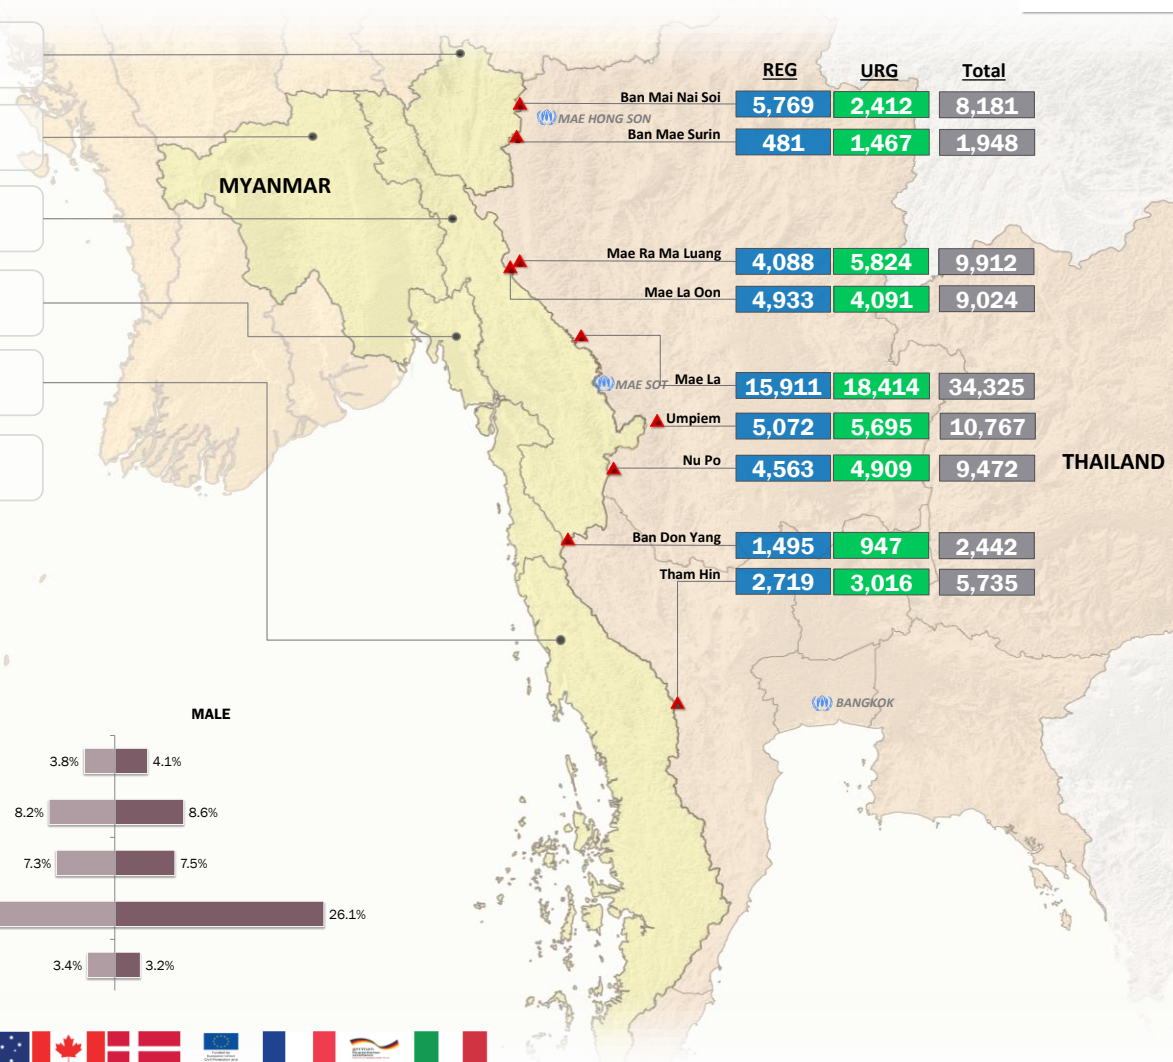 REG URG Total
Ban Mai Nai Soi 5,769 2,412 8,181
MAE HONG SON
Ban Mae Surin 481 1,467 1,948
MYANMAR
Mae Ra Ma Luang 4,088 5,824 9,912
Mae La Oon 4,933 4,091 9,024
MAE SOT
Mae La 15,911 18,414 34,325
Umpiem 5,072 5,695 10,767
Nu Po 4,563 4,909 9,472
THAILAND
Ban Don Yang 1,495 947 2,442
Tham Hin 2,719 3,016 5,735
BANGKOK
MALE
3.8% 4.1%
8.2% 8.6%
7.3% 7.5%
26.1%
3.4% 3.2%